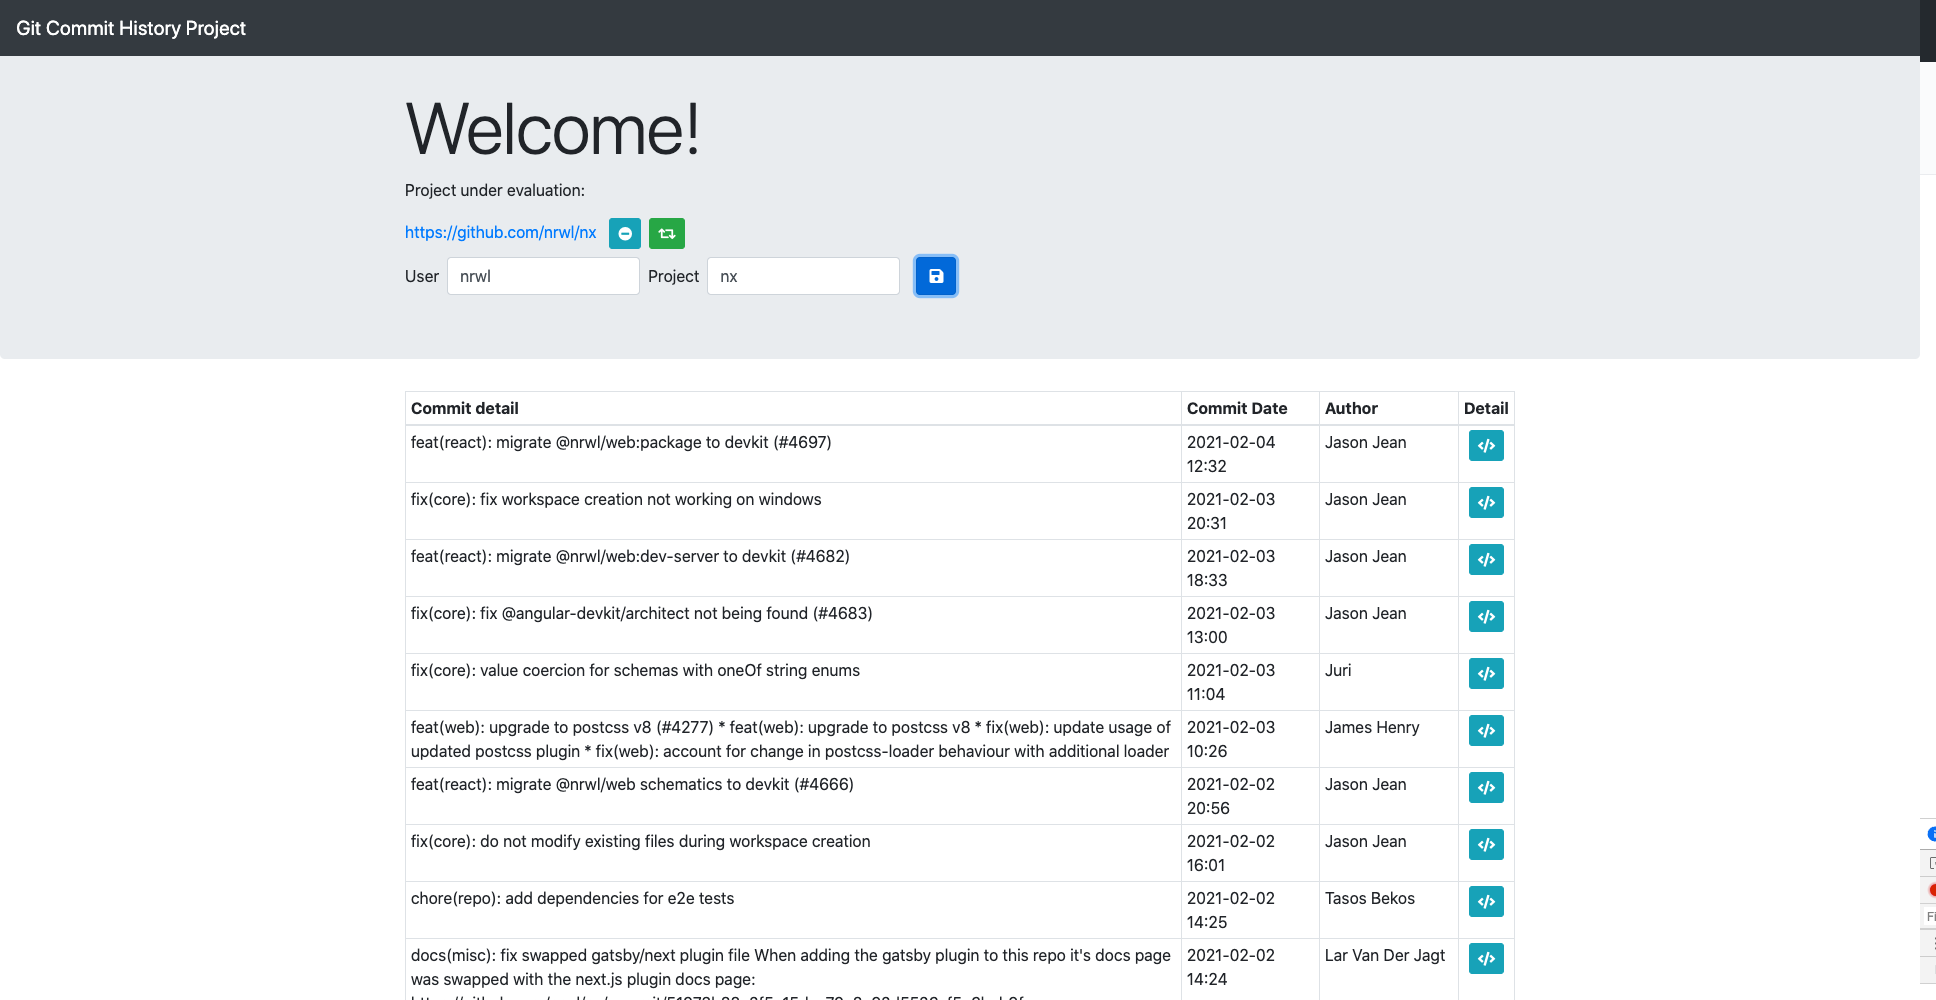 Git Commit History Project
Welcome!
Project under evaluation:
https://github.com/nrwl/nx
User nrwl Project nx
Commit detail Commit Date Author Detail
feat(react): migrate @nrwl/web:package to devkit (#4697) 2021-02-04 Jason Jean
12:32
fix(core): fix workspace creation not working on windows 2021-02-03 Jason Jean
20:31
feat(react): migrate @nrwl/web:dev-server to devkit (#4682) 2021-02-03 Jason Jean
18:33
fix(core): fix @angular-devkit/architect not being found (#4683) 2021-02-03 Jason Jean
13:00
fix(core): value coercion for schemas with oneOf string enums 2021-02-03 Juri
11:04
feat(web): upgrade to postcss v8 (#4277) * feat(web): upgrade to postcss v8 * fix(web): update usage of 2021-02-03 James Henry
updated postcss plugin * fix(web): account for change in postcss-loader behaviour with additional loader 10:26
feat(react): migrate @nrwl/web schematics to devkit (#4666) 2021-02-02 Jason Jean
20:56
fix(core): do not modify existing files during workspace creation 2021-02-02 Jason Jean
16:01
chore(repo): add dependencies for e2e tests 2021-02-02 Tasos Bekos
14:25
docs(misc): fix swapped gatsby/next plugin file When adding the gatsby plugin to this repo it's docs page 2021-02-02 Lar Van Der Jagt
was swapped with the next.js plugin docs page: 14:24